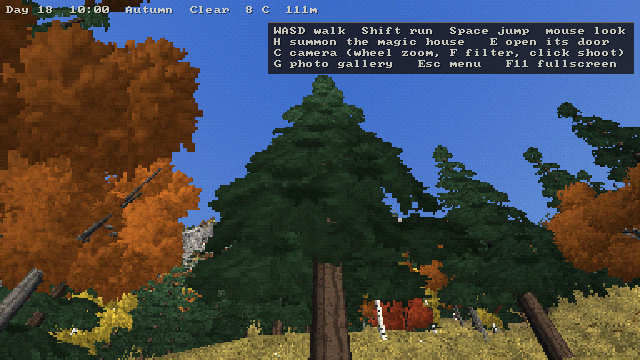 Day 18 10:00 Autumn Clear 8 C 111m
WASD walk Shift run Space jump mouse look
H summon the magic house E open its door
C camera (wheel zoom, F filter, click shoot)
G photo gallery Esc menu F11 fullscreen